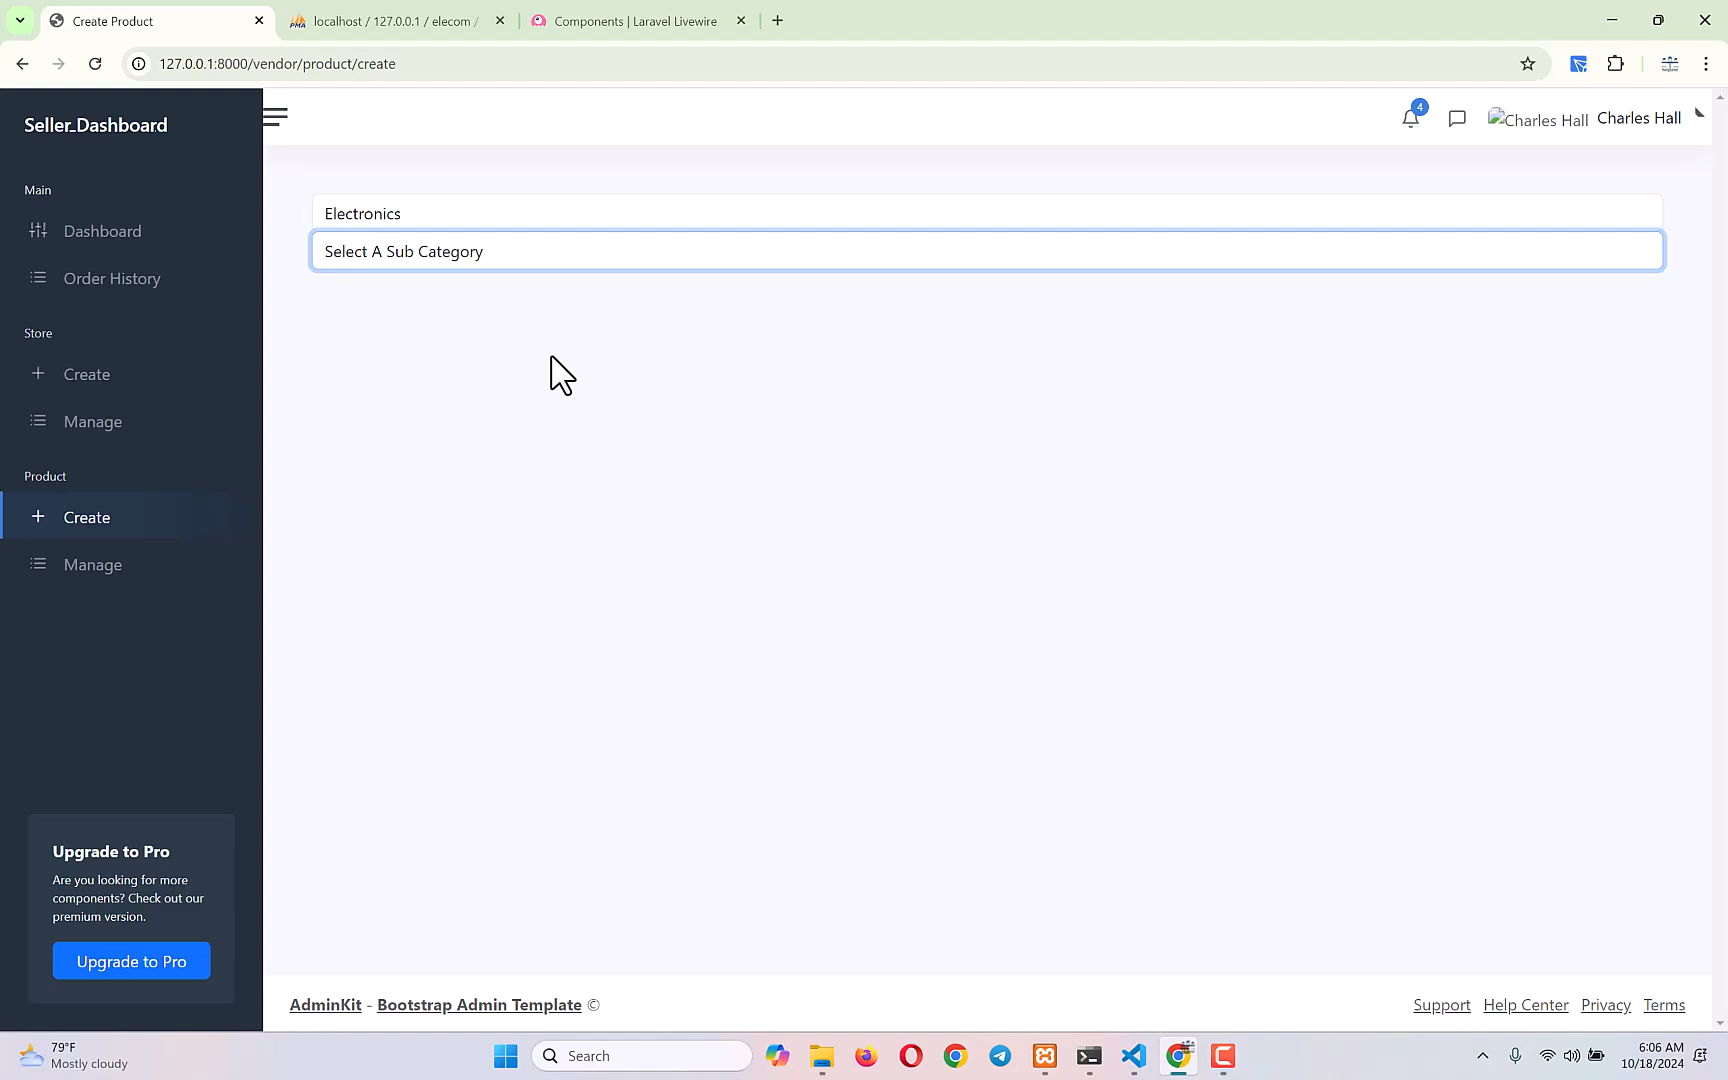 Create Product
localhost / 127.0.0.1 / elecom /
Components | Laravel Livewire
127.0.0.1:8000/vendor/product/create
Seller_Dashboard
4
Charles Hall
Charles Hall
Main
Dashboard
Order History
Store
Create
Manage
Product
Create
Manage
Electronics
Select A Sub Category
Upgrade to Pro
Are you looking for more
components? Check out our
premium version.
Upgrade to Pro
AdminKit - Bootstrap Admin Template ©
Support Help Center Privacy Terms
79°F
Mostly cloudy
Search
6:06 AM
10/18/2024